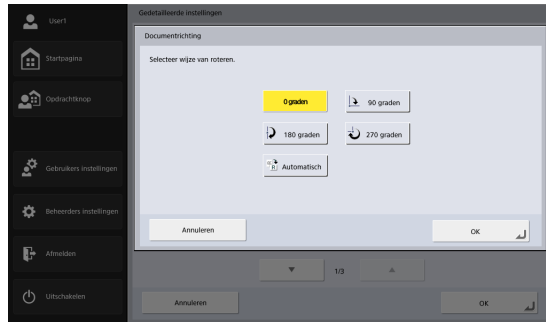 User1
Startpagina
Opdrachtknop
Gebruikers instellingen
Beheerders instellingen
Afmelden
Uitschakelen
Gedetailleerde instellingen
Documentrichting
Selecteer wijze van roteren.
0 graden
90 graden
180 graden
270 graden
Automatisch
Annuleren
OK
1/3
Annuleren
OK